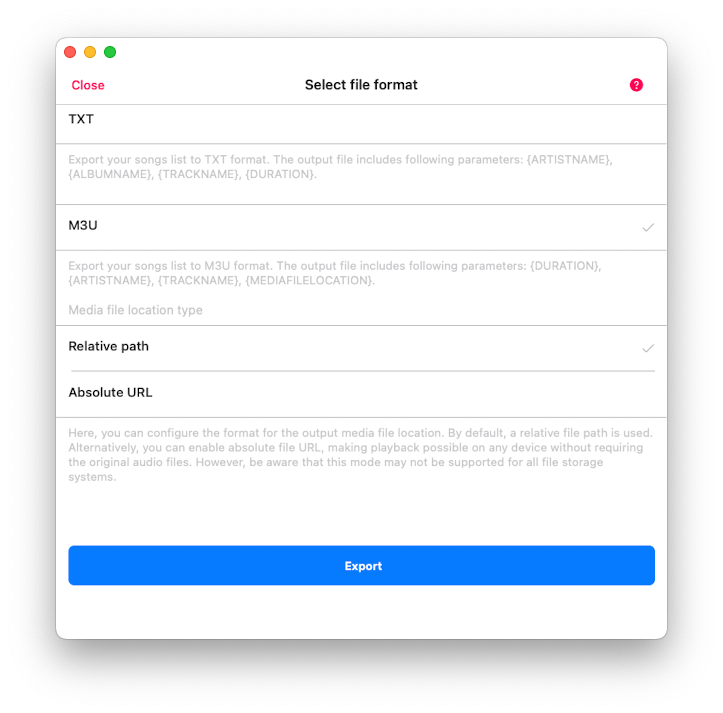 Close
Select file format
?
TXT
Export your songs list to TXT format. The output file includes following parameters: {ARTISTNAME},
{ALBUMNAME}, {TRACKNAME}, {DURATION}.
M3U
Export your songs list to M3U format. The output file includes following parameters: {DURATION},
{ARTISTNAME}, {TRACKNAME}, {MEDIAFILELOCATION}.
Media file location type
Relative path
Absolute URL
Here, you can configure the format for the output media file location. By default, a relative file path is used.
Alternatively, you can enable absolute file URL, making playback possible on any device without requiring
the original audio files. However, be aware that this mode may not be supported for all file storage
systems.
Export